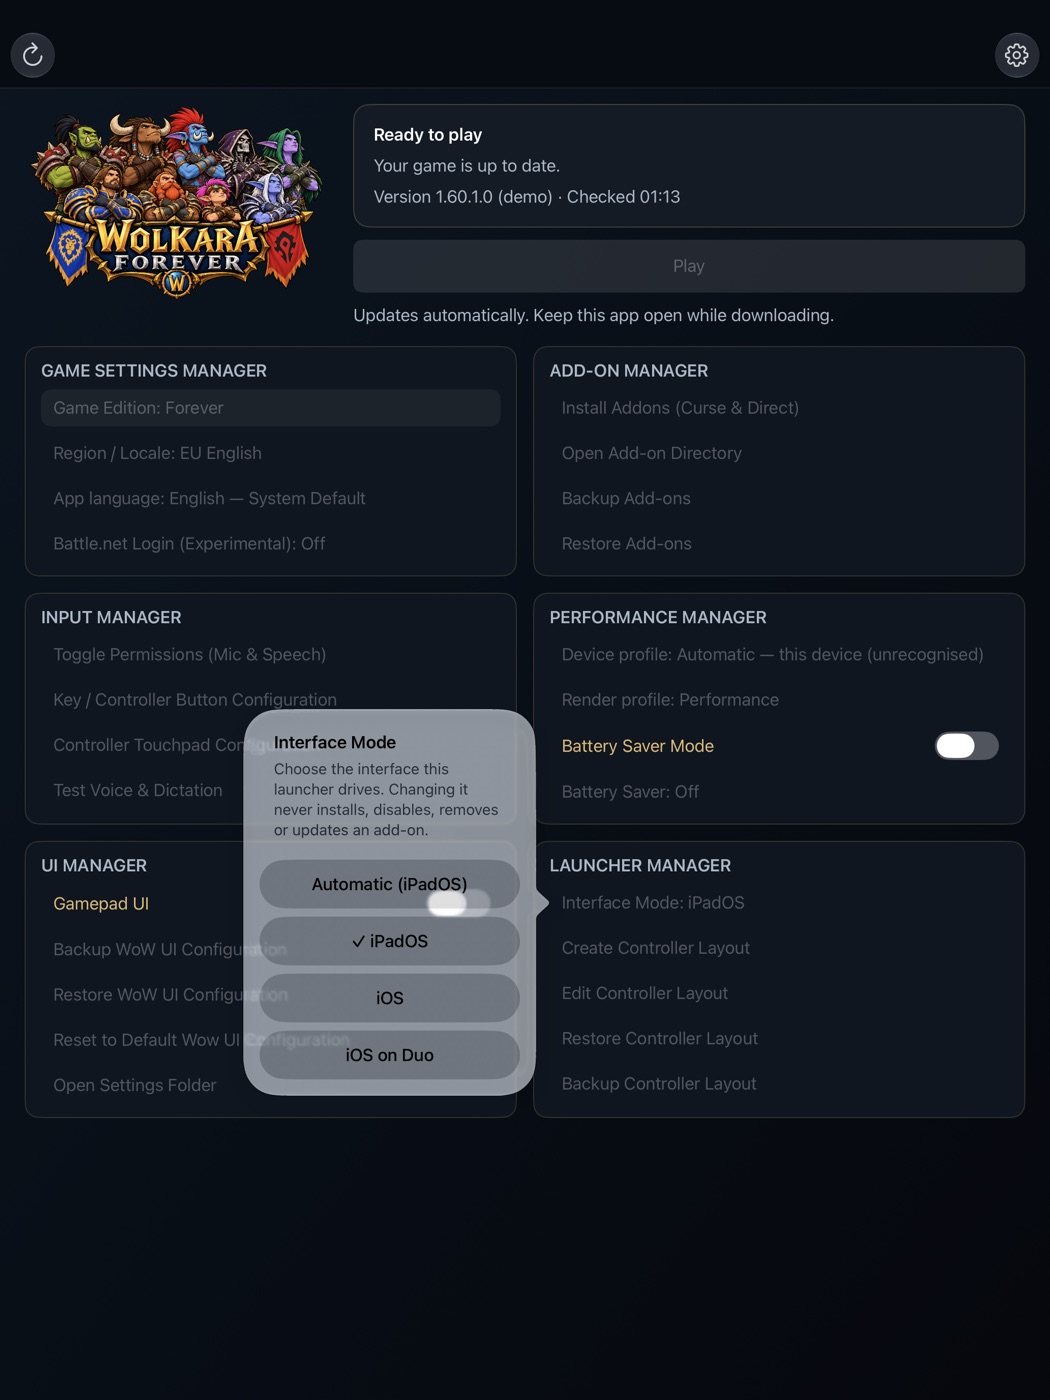 WOLKARA
FOREVER
W
Ready to play
Your game is up to date.
Version 1.60.1.0 (demo) · Checked 01:13
Play
Updates automatically. Keep this app open while downloading.
GAME SETTINGS MANAGER
Game Edition: Forever
Region / Locale: EU English
App language: English — System Default
Battle.net Login (Experimental): Off
ADD-ON MANAGER
Install Addons (Curse & Direct)
Open Add-on Directory
Backup Add-ons
Restore Add-ons
INPUT MANAGER
Toggle Permissions (Mic & Speech)
Key / Controller Button Configuration
Controller Touchpad Configuration
Test Voice & Dictation
PERFORMANCE MANAGER
Device profile: Automatic — this device (unrecognised)
Render profile: Performance
Battery Saver Mode
Battery Saver: Off
Interface Mode
Choose the interface this
launcher drives. Changing it
never installs, disables, removes
or updates an add-on.
Automatic (iPadOS)
✓ iPadOS
iOS
iOS on Duo
UI MANAGER
Gamepad UI
Backup WoW UI Configuration
Restore WoW UI Configuration
Reset to Default Wow UI Configuration
Open Settings Folder
LAUNCHER MANAGER
Interface Mode: iPadOS
Create Controller Layout
Edit Controller Layout
Restore Controller Layout
Backup Controller Layout